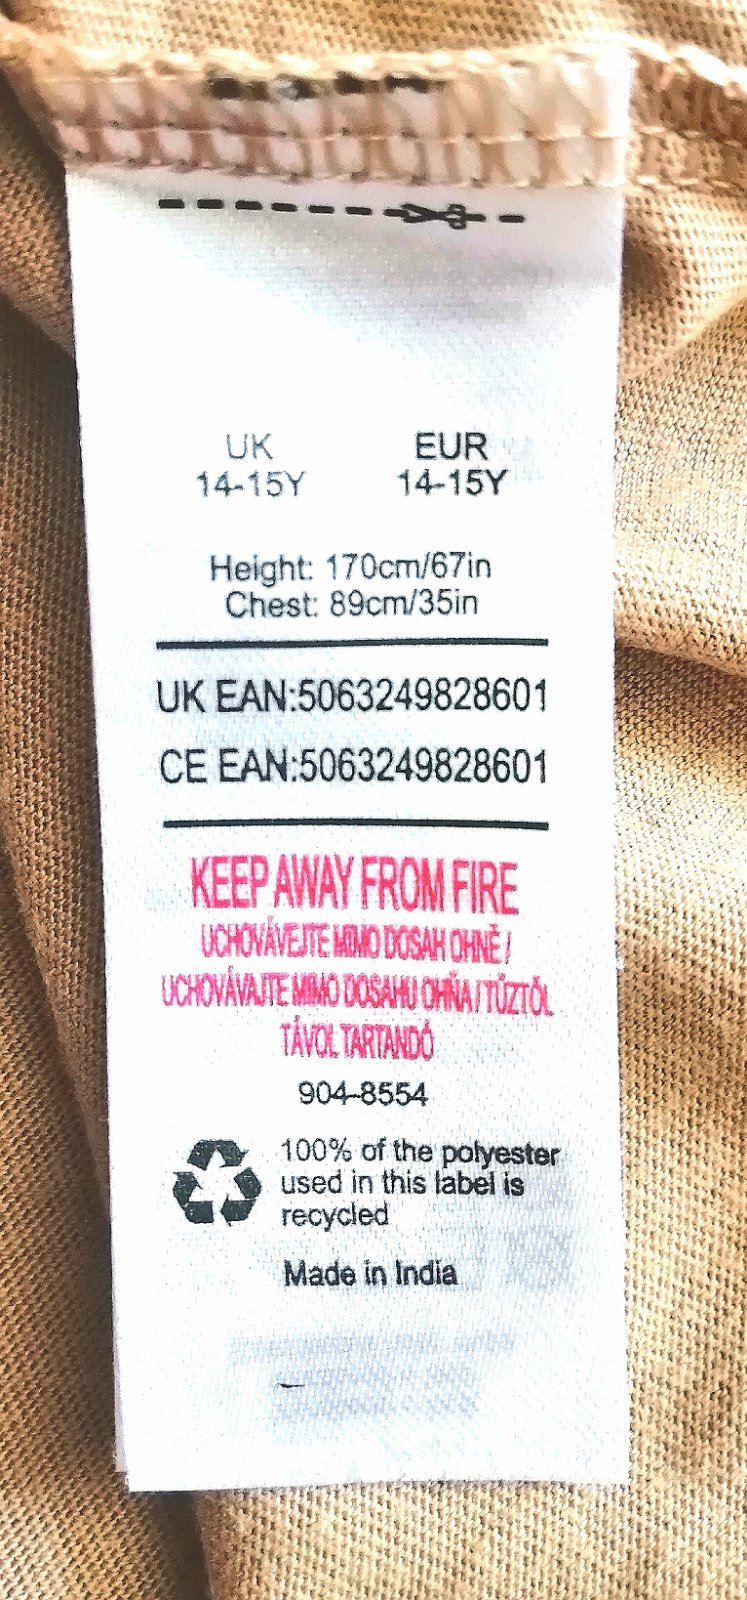 UK EUR
14-15Y 14-15Y
Height: 170cm/67in
Chest: 89cm/35in
UK EAN:5063249828601
CE EAN:5063249828601
KEEP AWAY FROM FIRE
UCHOVÁVEJTE MIMO DOSAH OHNĚ /
UCHOVÁVAJTE MIMO DOSAHU OHŇA / TŰZTŐL
TÁVOL TARTANDÓ
904-8554
100% of the polyester
used in this label is
recycled
Made in India